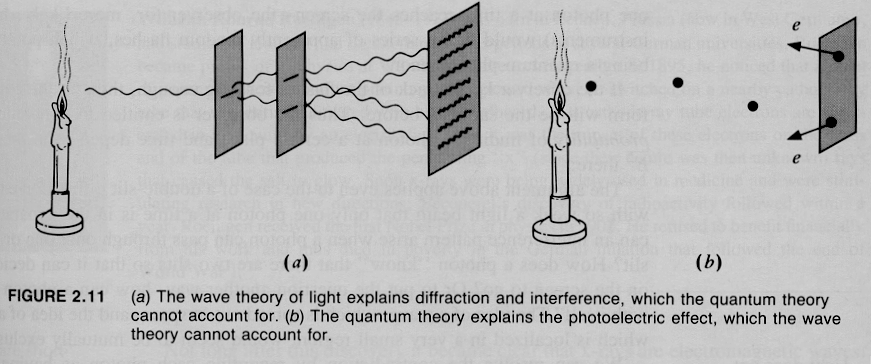 e
e
(a)
(b)
FIGURE 2.11 (a) The wave theory of light explains diffraction and interference, which the quantum theory
cannot account for. (b) The quantum theory explains the photoelectric effect, which the wave
theory cannot account for.